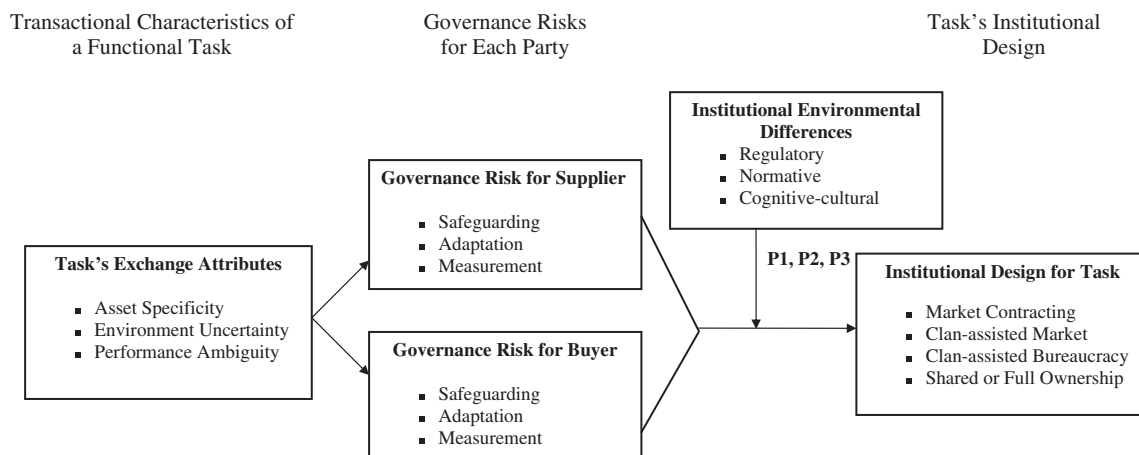 Transactional Characteristics of
a Functional Task
Governance Risks
for Each Party
Task's Institutional
Design
Institutional Environmental
Differences
▪ Regulatory
▪ Normative
▪ Cognitive-cultural
Governance Risk for Supplier
▪ Safeguarding
▪ Adaptation
▪ Measurement
Task's Exchange Attributes
▪ Asset Specificity
▪ Environment Uncertainty
▪ Performance Ambiguity
P1, P2, P3
Institutional Design for Task
▪ Market Contracting
▪ Clan-assisted Market
▪ Clan-assisted Bureaucracy
▪ Shared or Full Ownership
Governance Risk for Buyer
▪ Safeguarding
▪ Adaptation
▪ Measurement